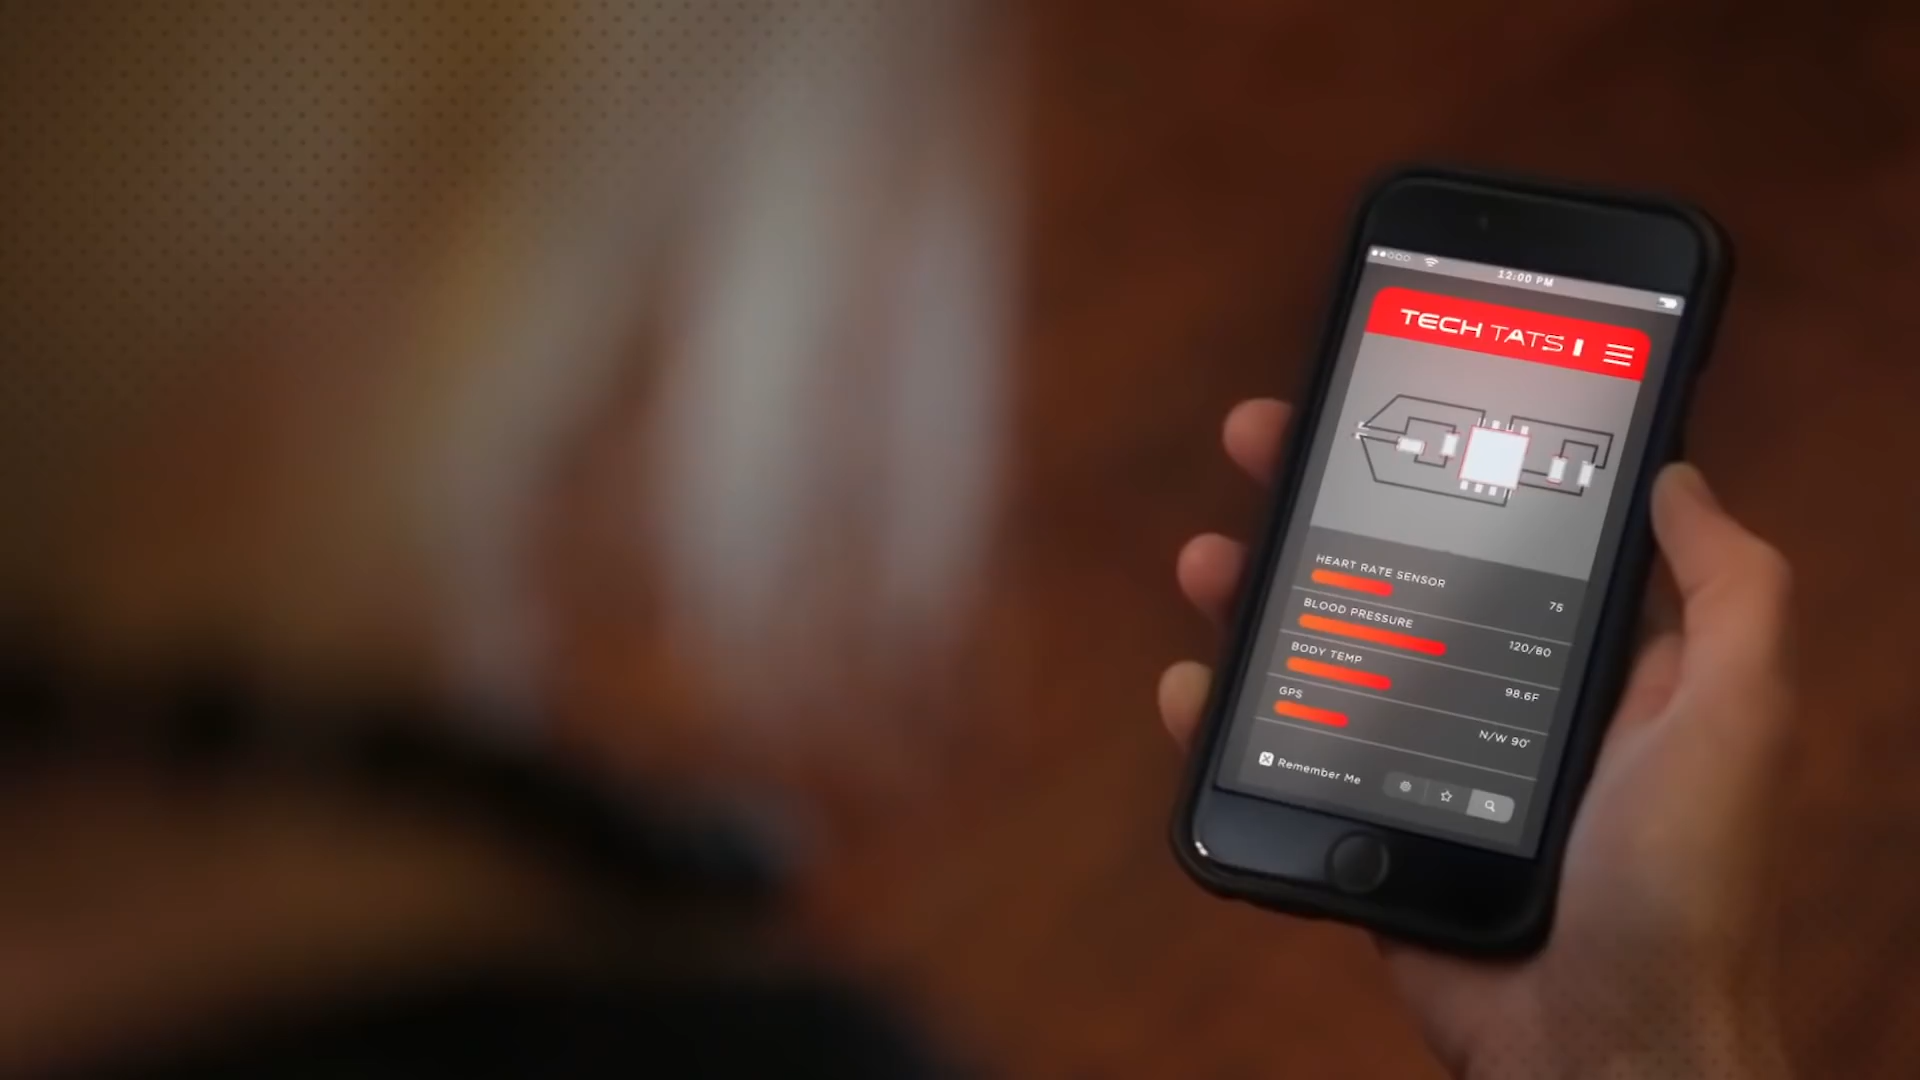 12:00 PM
TECH TATS
HEART RATE SENSOR
75
BLOOD PRESSURE
120/80
BODY TEMP
98.6F
GPS
N/W 90°
Remember Me